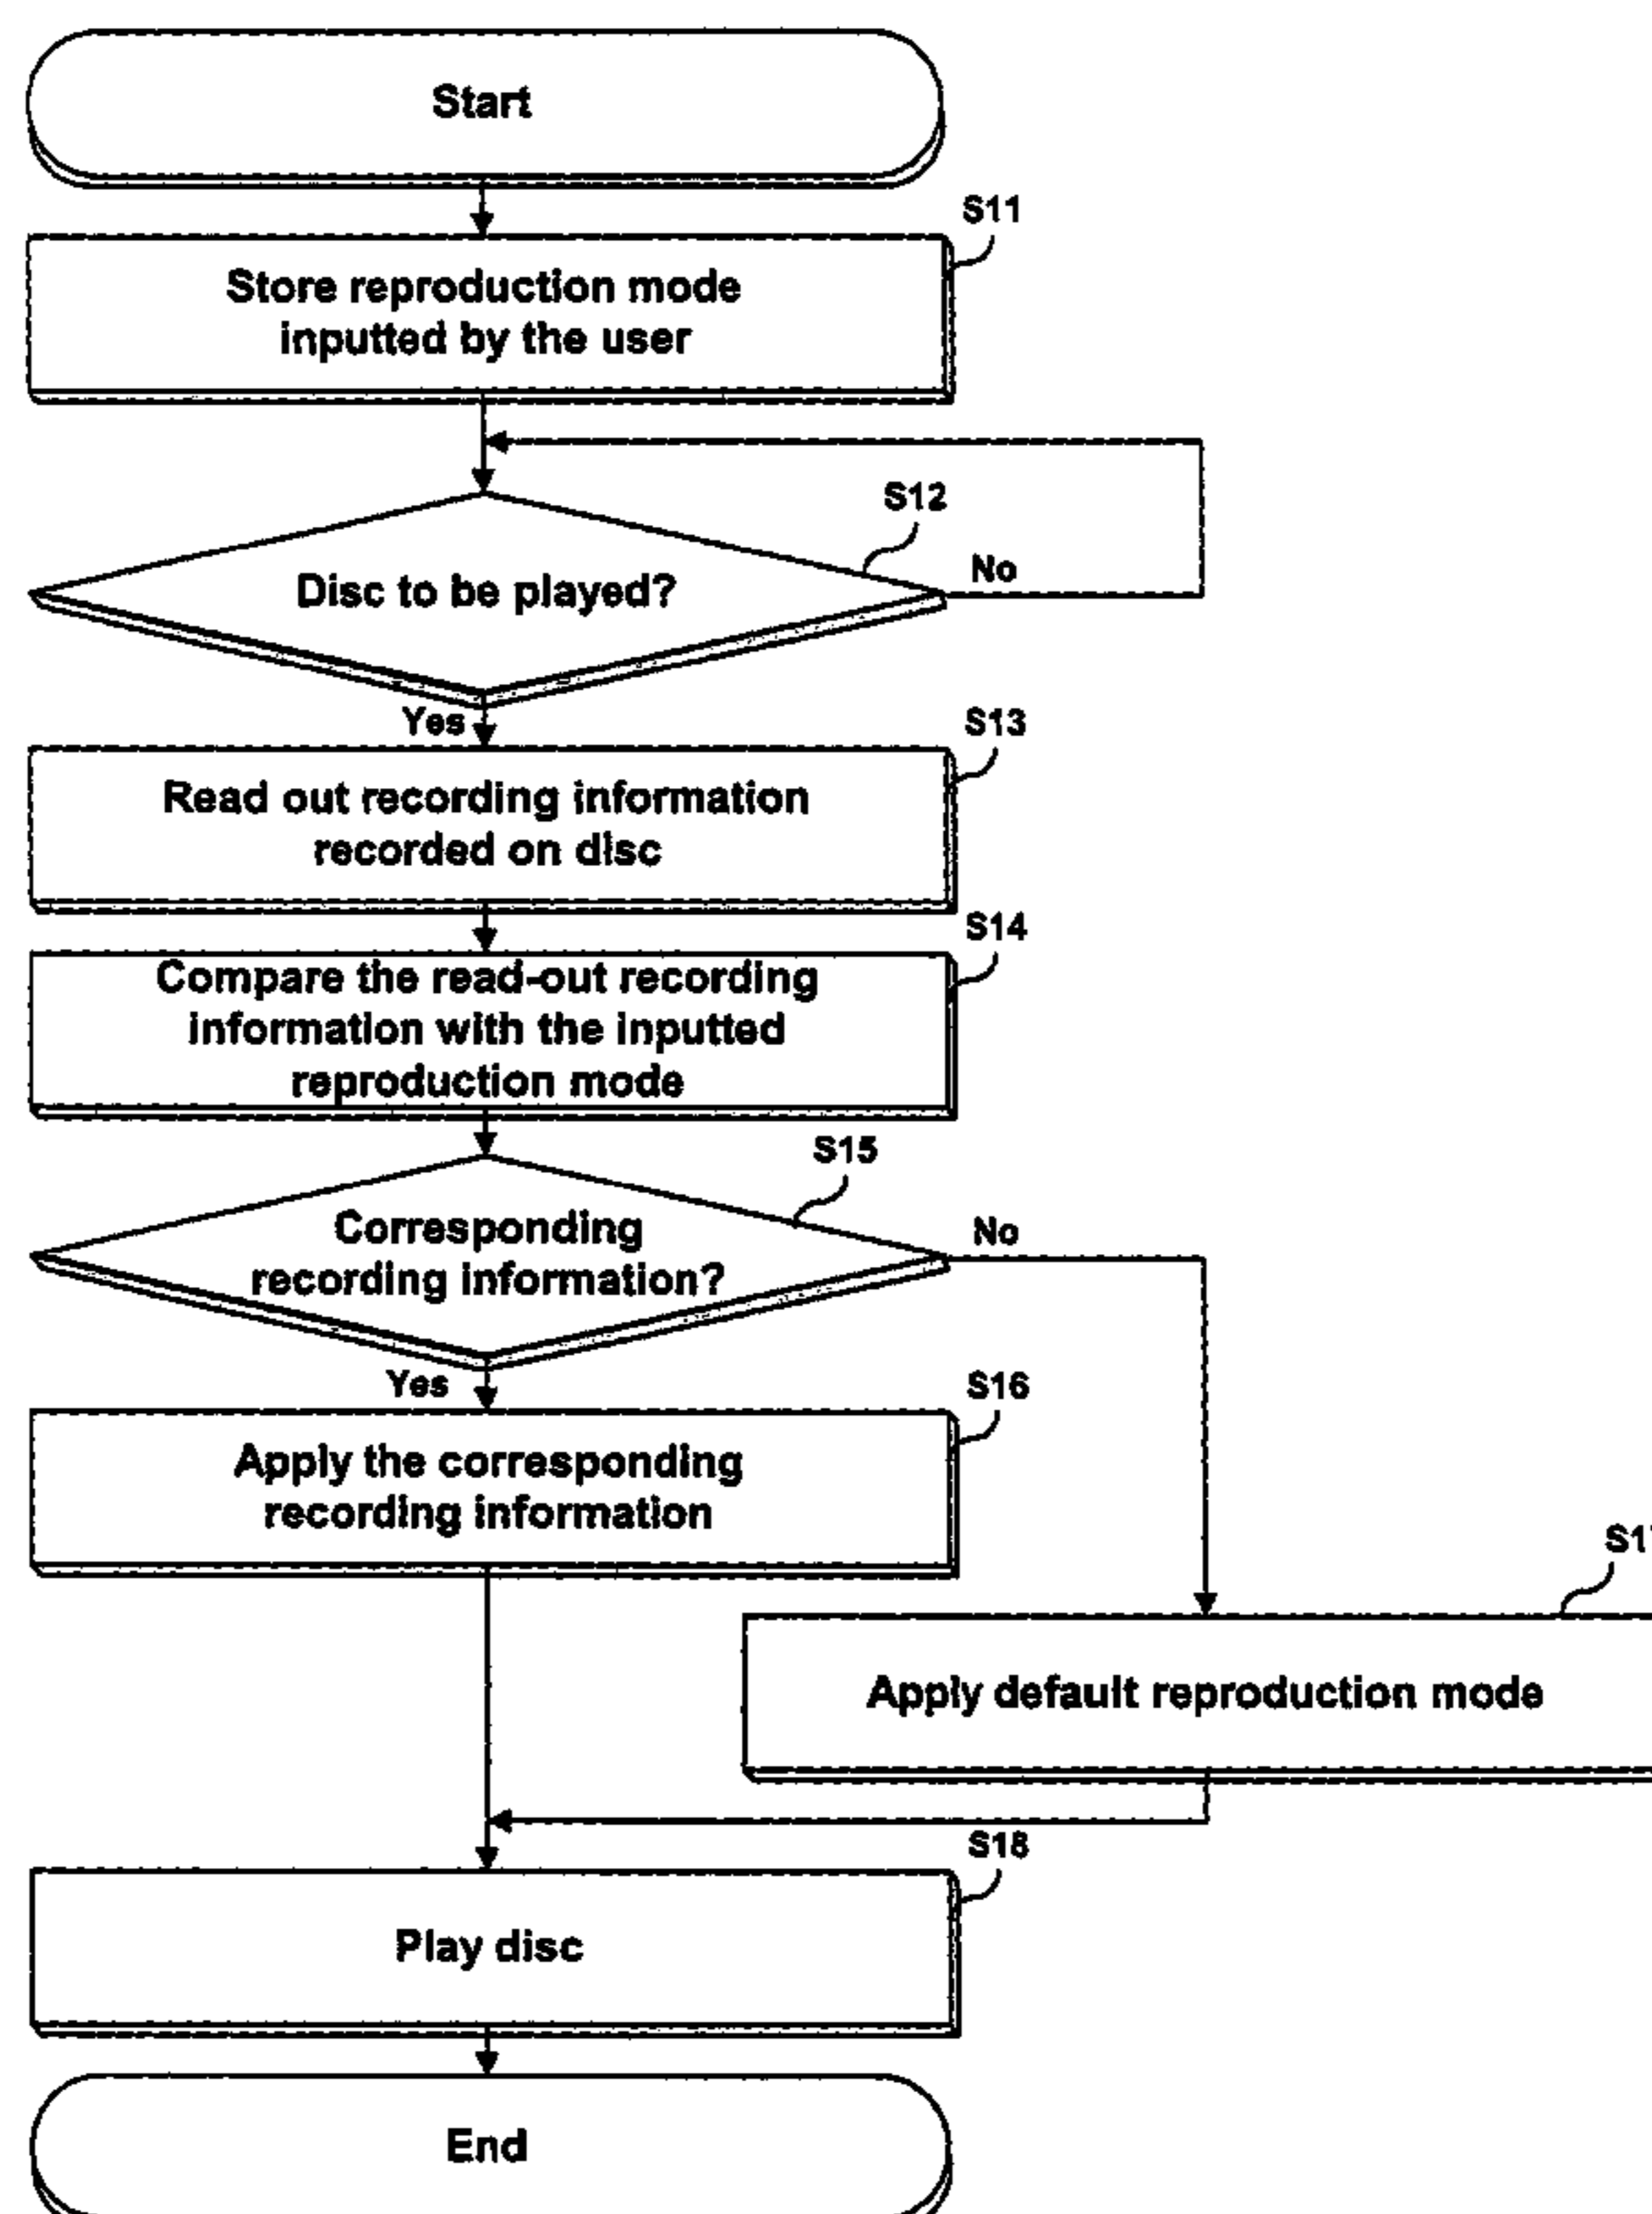 Start
S11
Store reproduction mode
inputted by the user
S12
Disc to be played?
No
Yes
S13
Read out recording information
recorded on disc
S14
Compare the read-out recording
information with the inputted
reproduction mode
S15
Corresponding
recording information?
No
Yes
S16
Apply the corresponding
recording information
Apply default reproduction mode
S18
Play disc
End